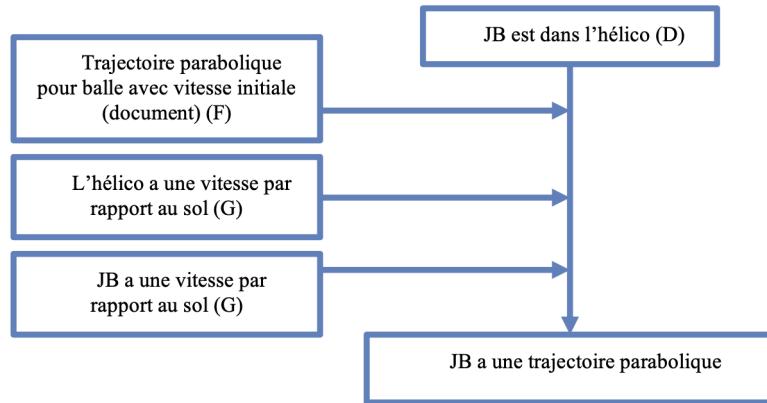 JB est dans l’hélico (D)
Trajectoire parabolique
pour balle avec vitesse initiale
(document) (F)
L’hélico a une vitesse par
rapport au sol (G)
JB a une vitesse par
rapport au sol (G)
JB a une trajectoire parabolique